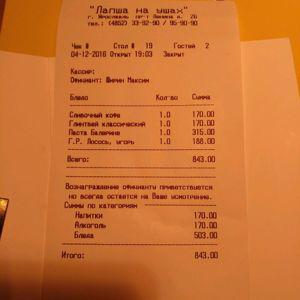 "Лапша на ушах"
г. Ярославль пр-т Ленина д. 26
тел.: (4852) 33-92-90 / 95-90-90
Чек # Стол # 19 Гостей 2
04-12-2016 Открыт 19:03 Закрыт
Кассир:
Официант: Ширин Максим
Блюдо Кол-во Сумма
Сливочный кофе 1.0 170.00
Глинтвейн классический 1.0 170.00
Паста Балерине 1.0 315.00
Г.Р. Лосось, угорь 1.0 188.00
Всего: 843.00
Вознаграждение официанту приветствуется
но всегда остается на Ваше усмотрение.
Суммы по категориям
Напитки 170.00
Алкоголь 170.00
Блюда 503.00
Итого: 843.00